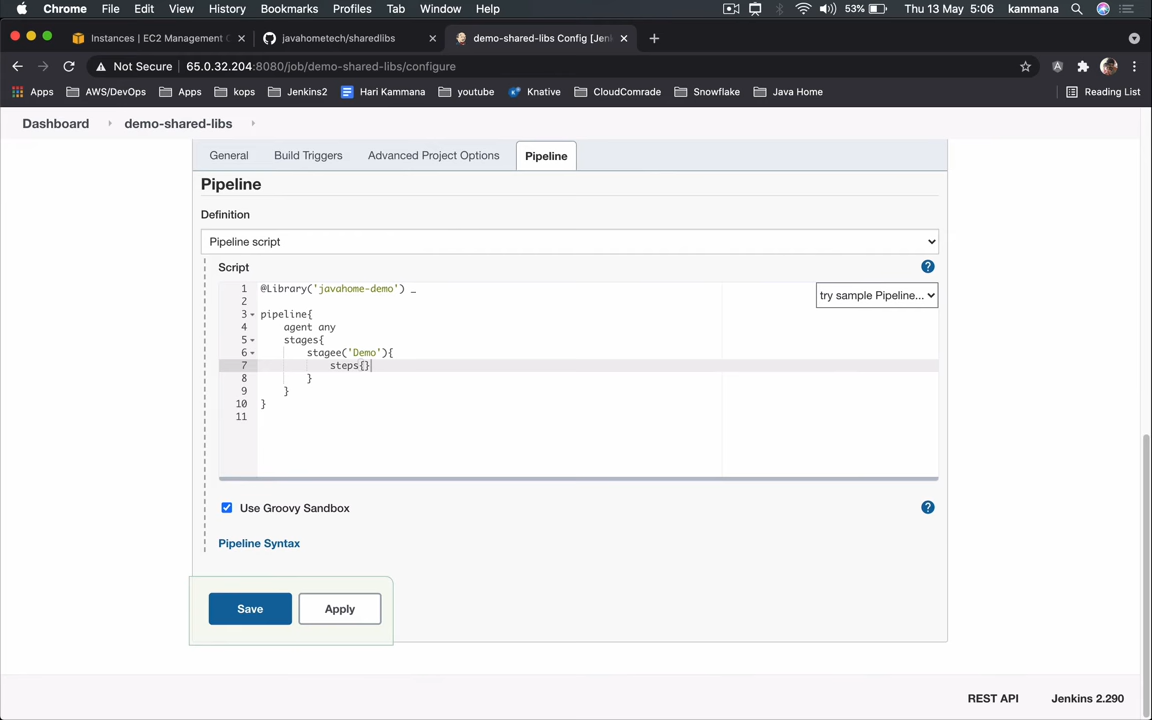 Chrome File Edit View History Bookmarks Profiles Tab Window Help 53% Thu 13 May 5:06 kammana
Instances | EC2 Management C javahometech/sharedlibs demo-shared-libs Config [Jenk
Not Secure 65.0.32.204:8080/job/demo-shared-libs/configure
Apps AWS/DevOps Apps kops Jenkins2 Hari Kammana youtube Knative CloudComrade Snowflake Java Home Reading List
Dashboard demo-shared-libs
General Build Triggers Advanced Project Options Pipeline
Pipeline
Definition
Pipeline script
Script
try sample Pipeline...
1 @Library('javahome-demo') _
2
3 pipeline{
4 agent any
5 stages{
6 stagee('Demo'){
7 steps{}
8 }
9 }
10 }
11
Use Groovy Sandbox
Pipeline Syntax
Save Apply
REST API Jenkins 2.290